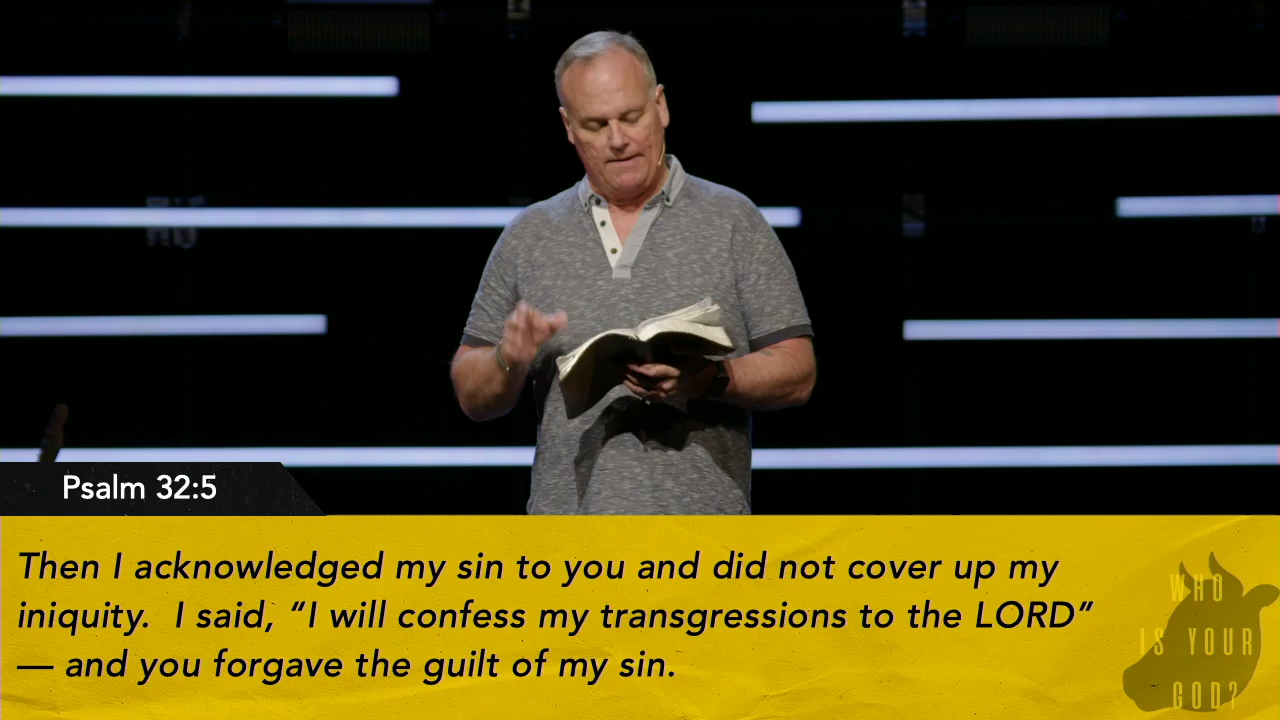 Psalm 32:5
Then I acknowledged my sin to you and did not cover up my
iniquity.  I said, “I will confess my transgressions to the LORD”
— and you forgave the guilt of my sin.
WHO
IS YOUR
GOD?